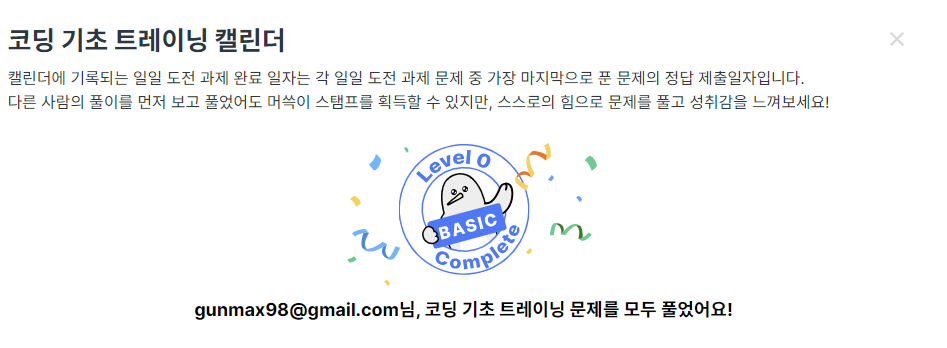 코딩 기초 트레이닝 캘린더
캘린더에 기록되는 일일 도전 과제 완료 일자는 각 일일 도전 과제 문제 중 가장 마지막으로 푼 문제의 정답 제출일자입니다.
다른 사람의 풀이를 먼저 보고 풀었어도 머쓱이 스탬프를 획득할 수 있지만, 스스로의 힘으로 문제를 풀고 성취감을 느껴보세요!
Level 0
BASIC
Complete
gunmax98@gmail.com님, 코딩 기초 트레이닝 문제를 모두 풀었어요!